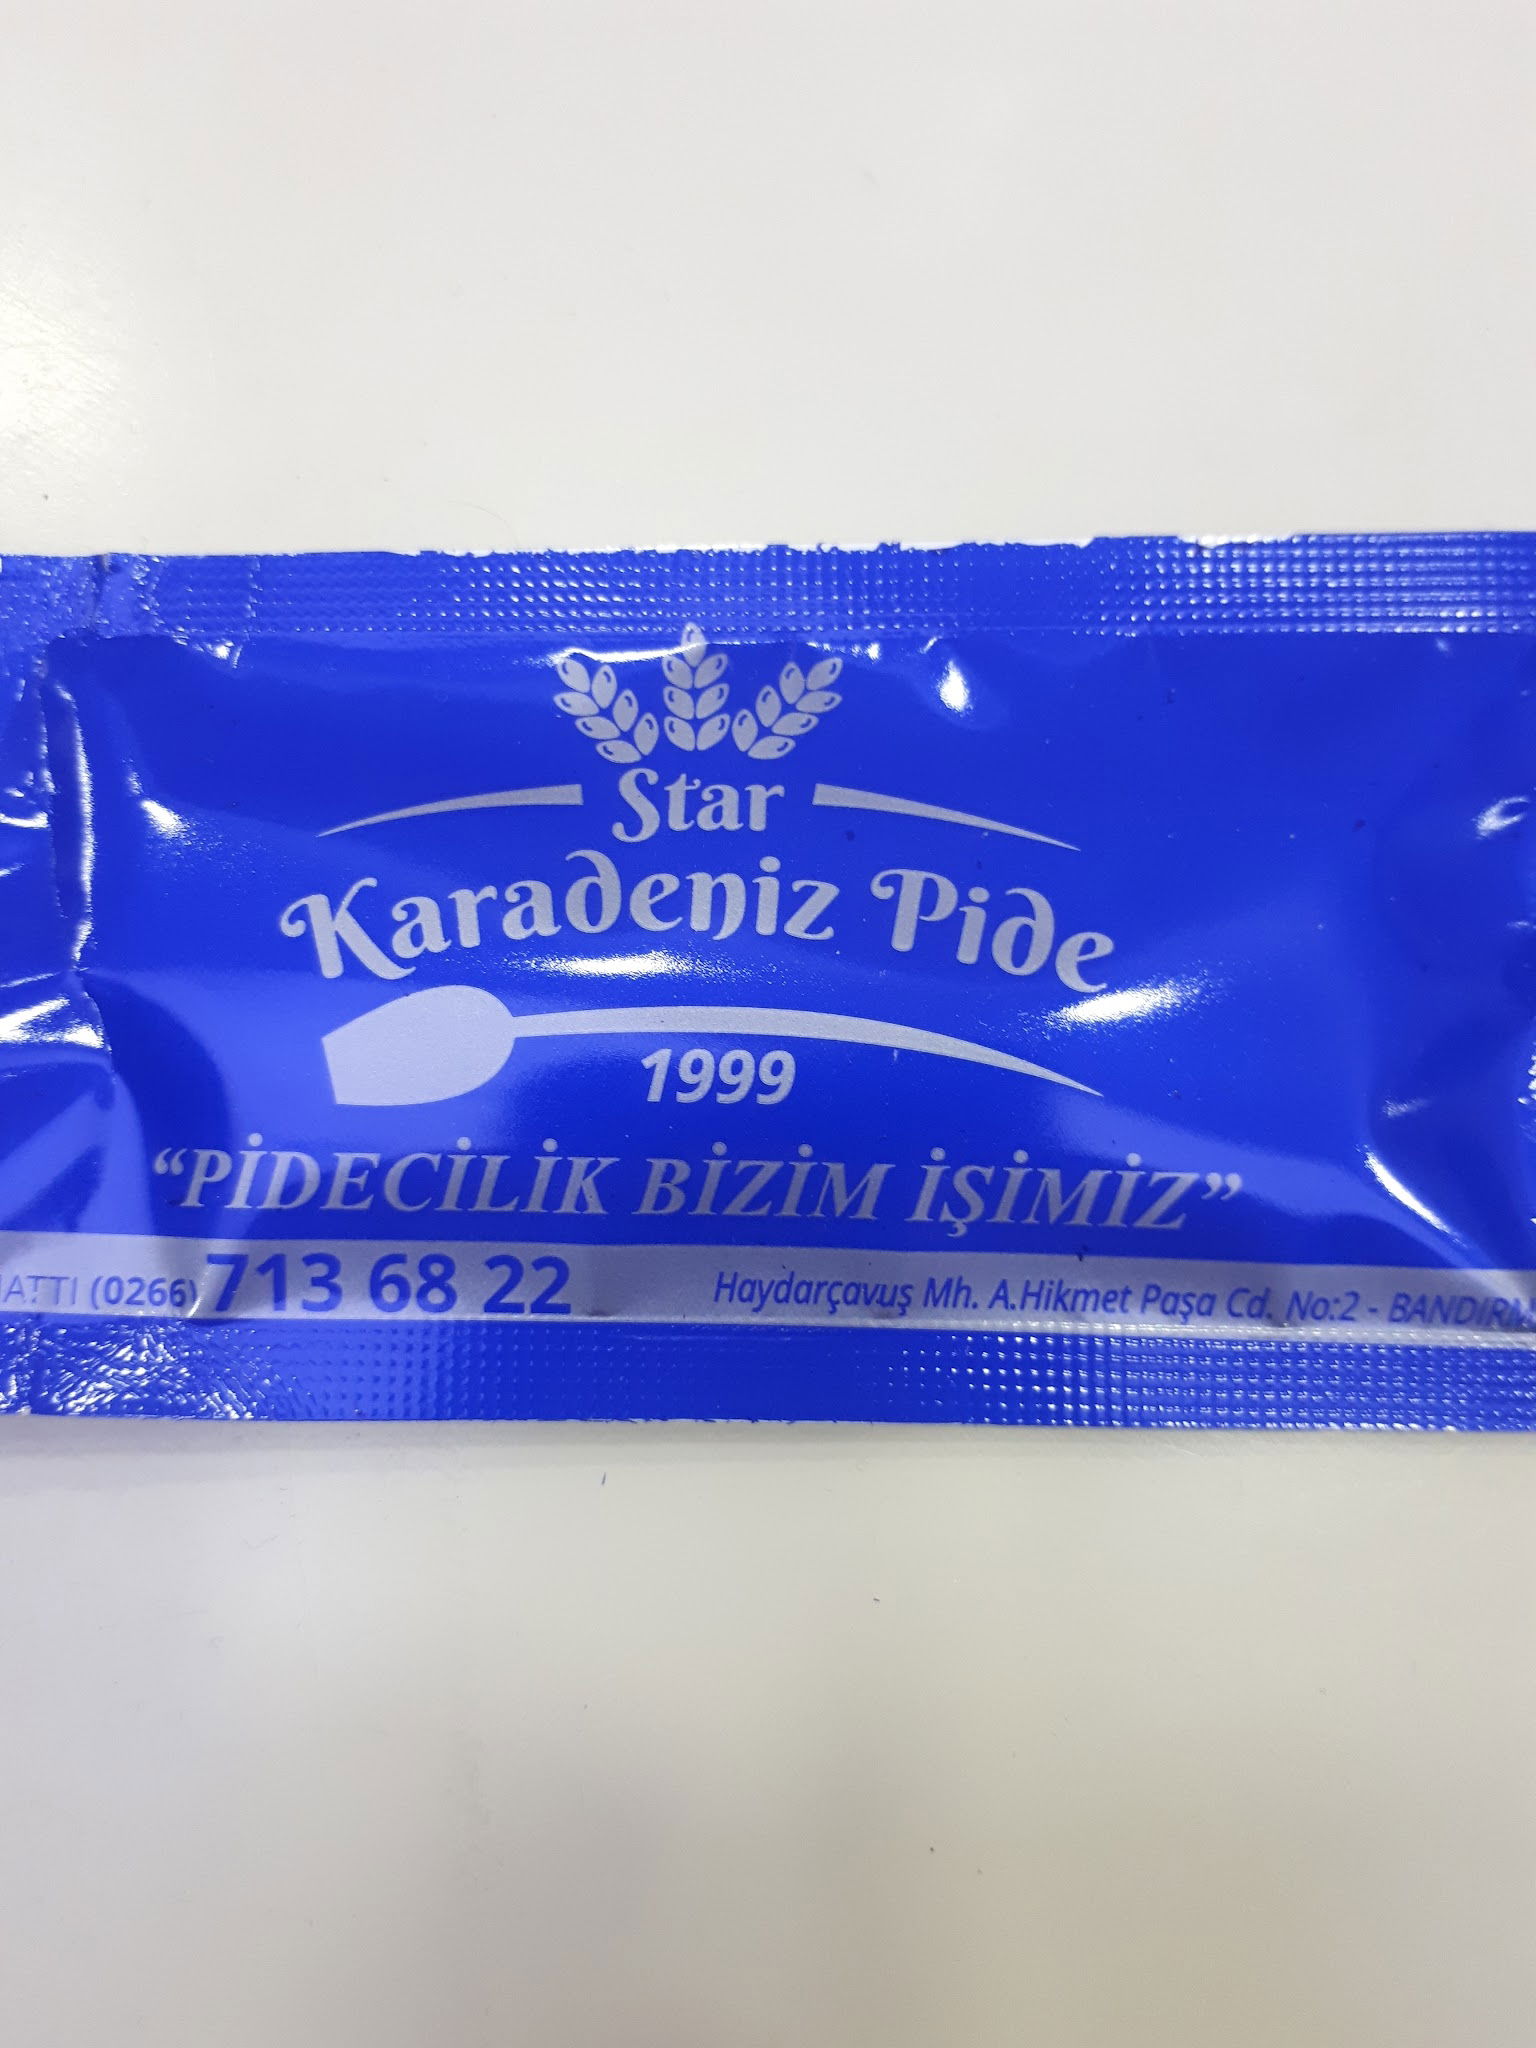 Star
Karadeniz Pide
1999
“PİDECİLİK BİZİM İŞİMİZ”
(0266) 713 68 22
Haydarçavuş Mh. A.Hikmet Paşa Cd. No:2 -